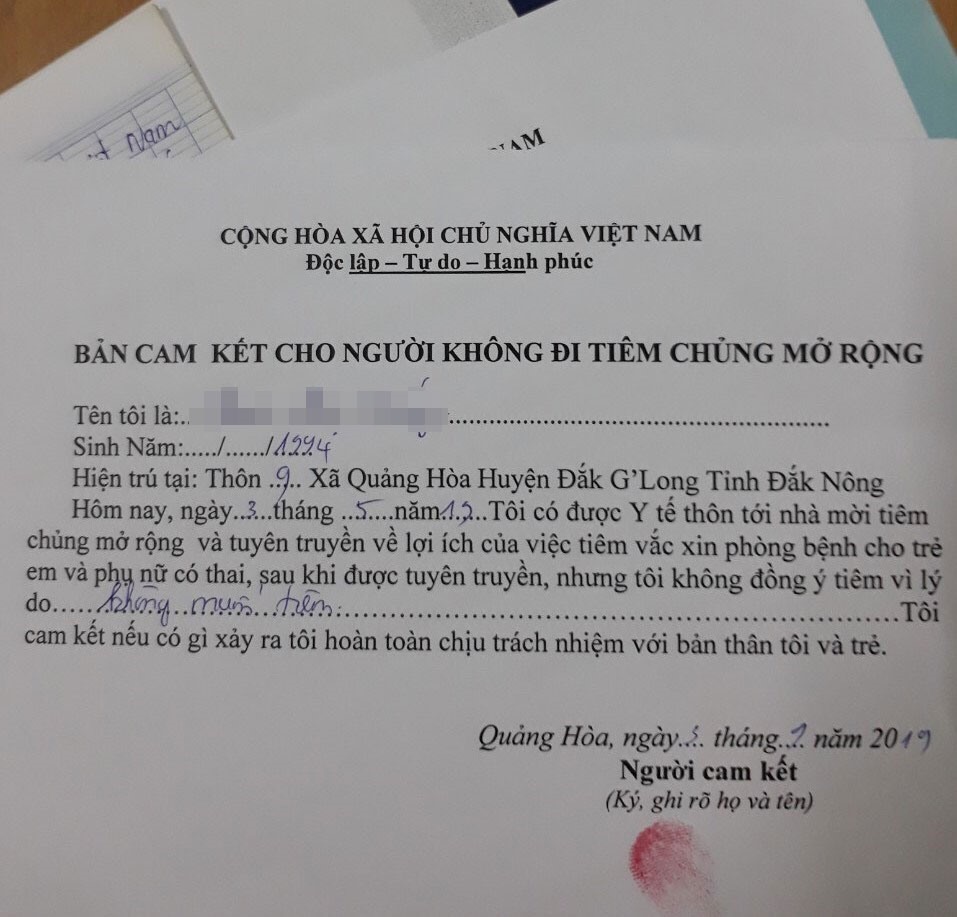 Nam
NAM
CỘNG HÒA XÃ HỘI CHỦ NGHĨA VIỆT NAM
Độc lập – Tự do – Hạnh phúc
BẢN CAM KẾT CHO NGƯỜI KHÔNG ĐI TIÊM CHỦNG MỞ RỘNG
Tên tôi là:.......................................................
Sinh Năm:...../....../1994
Hiện trú tại: Thôn .9.. Xã Quảng Hòa Huyện Đắk G’Long Tỉnh Đắk Nông
Hôm nay, ngày..3...tháng ..5....năm......Tôi có được Y tế thôn tới nhà mời tiêm
chủng mở rộng và tuyên truyền về lợi ích của việc tiêm vắc xin phòng bệnh cho trẻ
em và phụ nữ có thai, sau khi được tuyên truyền, nhưng tôi không đồng ý tiêm vì lý
do.....không..muốn..tiêm:..............................................................................Tôi
cam kết nếu có gì xảy ra tôi hoàn toàn chịu trách nhiệm với bản thân tôi và trẻ.
Quảng Hòa, ngày..... tháng.... năm 2019
Người cam kết
(Ký, ghi rõ họ và tên)